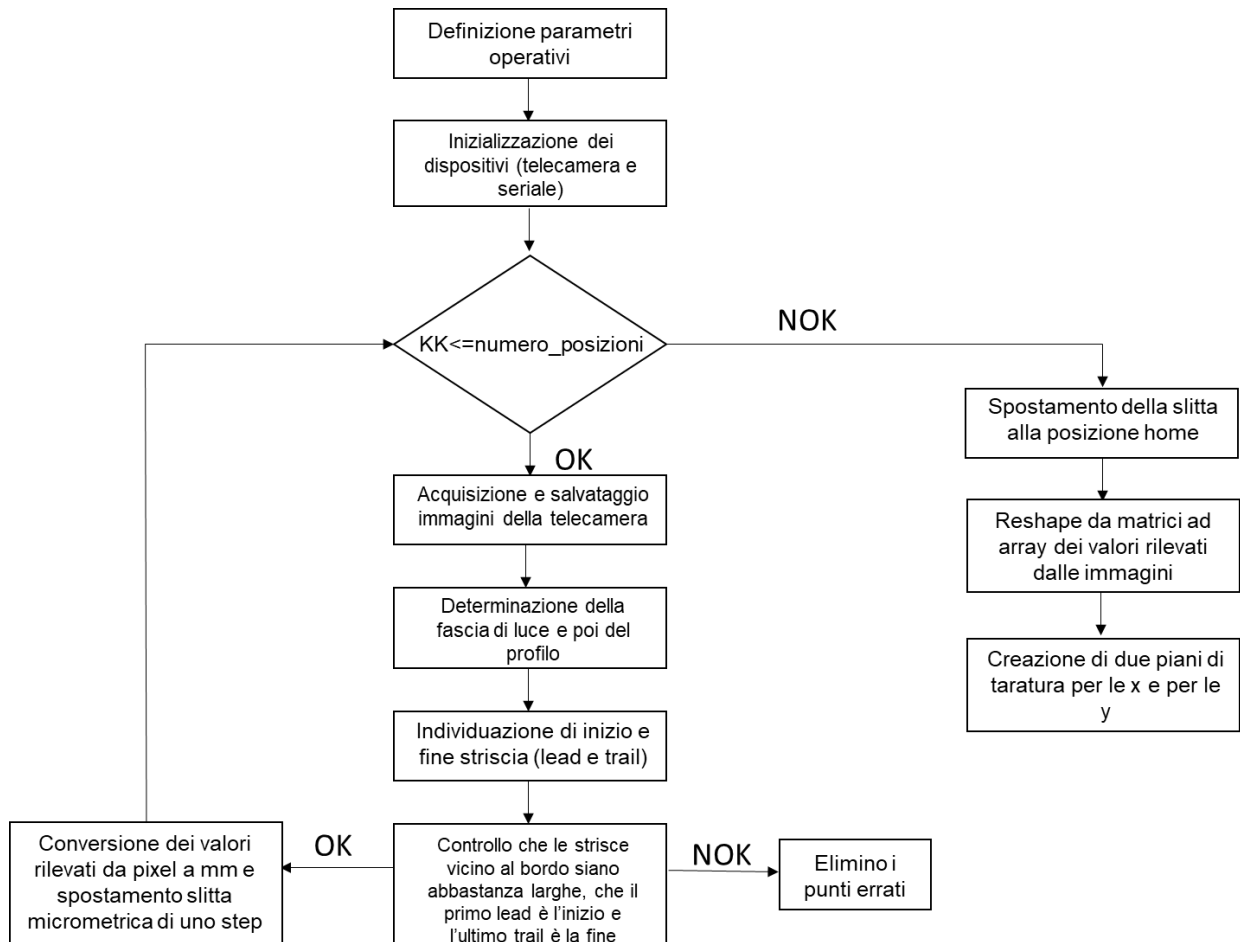 Definizione parametri
operativi
Inizializzazione dei
dispositivi (telecamera e
seriale)
KK<=numero_posizioni
NOK
OK
Spostamento della slitta
alla posizione home
Reshape da matrici ad
array dei valori rilevati
dalle immagini
Creazione di due piani di
taratura per le x e per le
y
Acquisizione e salvataggio
immagini della telecamera
Determinazione della
fascia di luce e poi del
profilo
Individuazione di inizio e
fine striscia (lead e trail)
Controllo che le strisce
vicino al bordo siano
abbastanza larghe, che il
primo lead è l'inizio e
l'ultimo trail è la fine
OK
Conversione dei valori
rilevati da pixel a mm e
spostamento slitta
micrometrica di uno step
NOK
Elimino i
punti errati